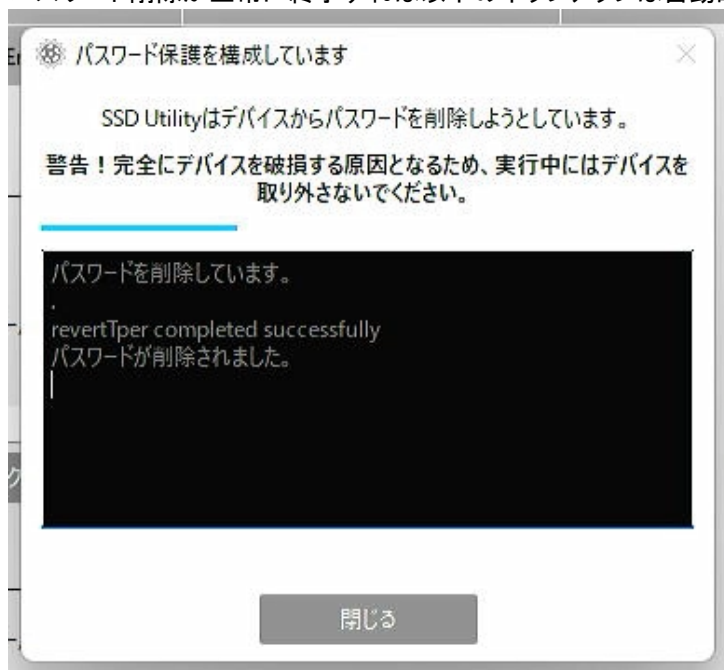 パスワード保護を構成しています
SSD Utilityはデバイスからパスワードを削除しようとしています。
警告！完全にデバイスを破損する原因となるため、実行中にはデバイスを
取り外さないでください。
パスワードを削除しています。
.
revertTper completed successfully
パスワードが削除されました。
閉じる